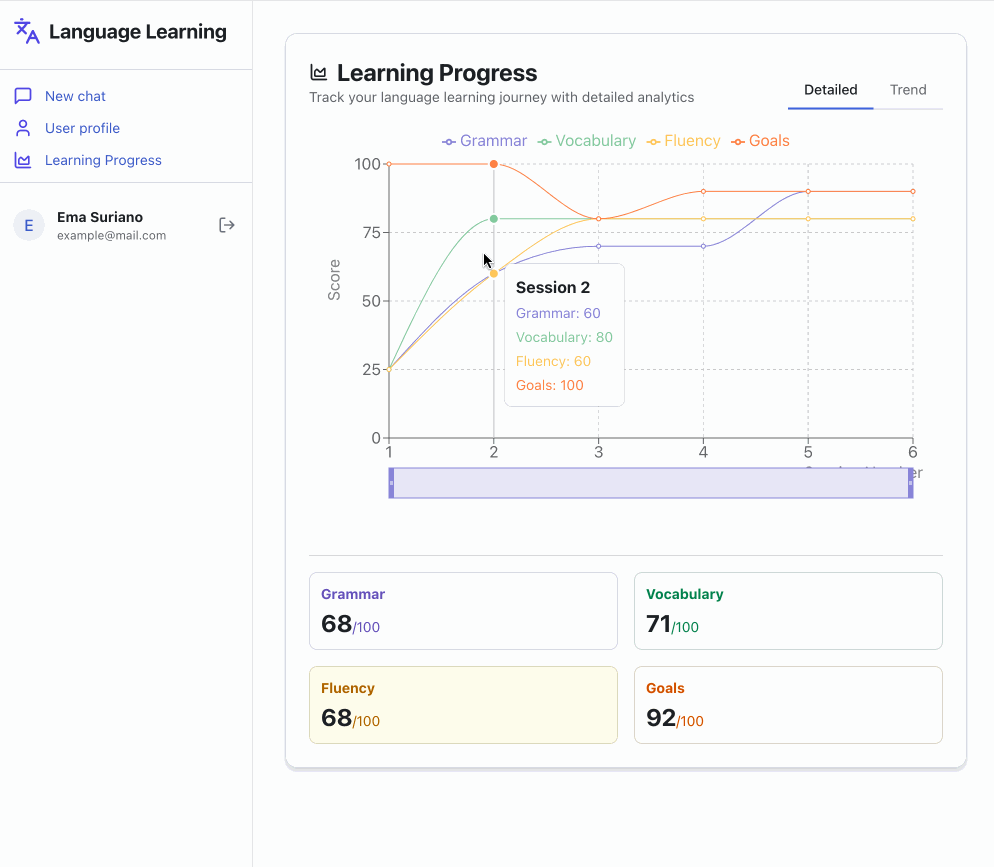 Language Learning
New chat
User profile
Learning Progress
E
Ema Suriano
example@mail.com
Learning Progress
Track your language learning journey with detailed analytics
Detailed
Trend
Grammar Vocabulary Fluency Goals
100
75
50
25
0
Score
1 2 3 4 5 6
Session 2
Grammar: 60
Vocabulary: 80
Fluency: 60
Goals: 100
Grammar
68/100
Vocabulary
71/100
Fluency
68/100
Goals
92/100